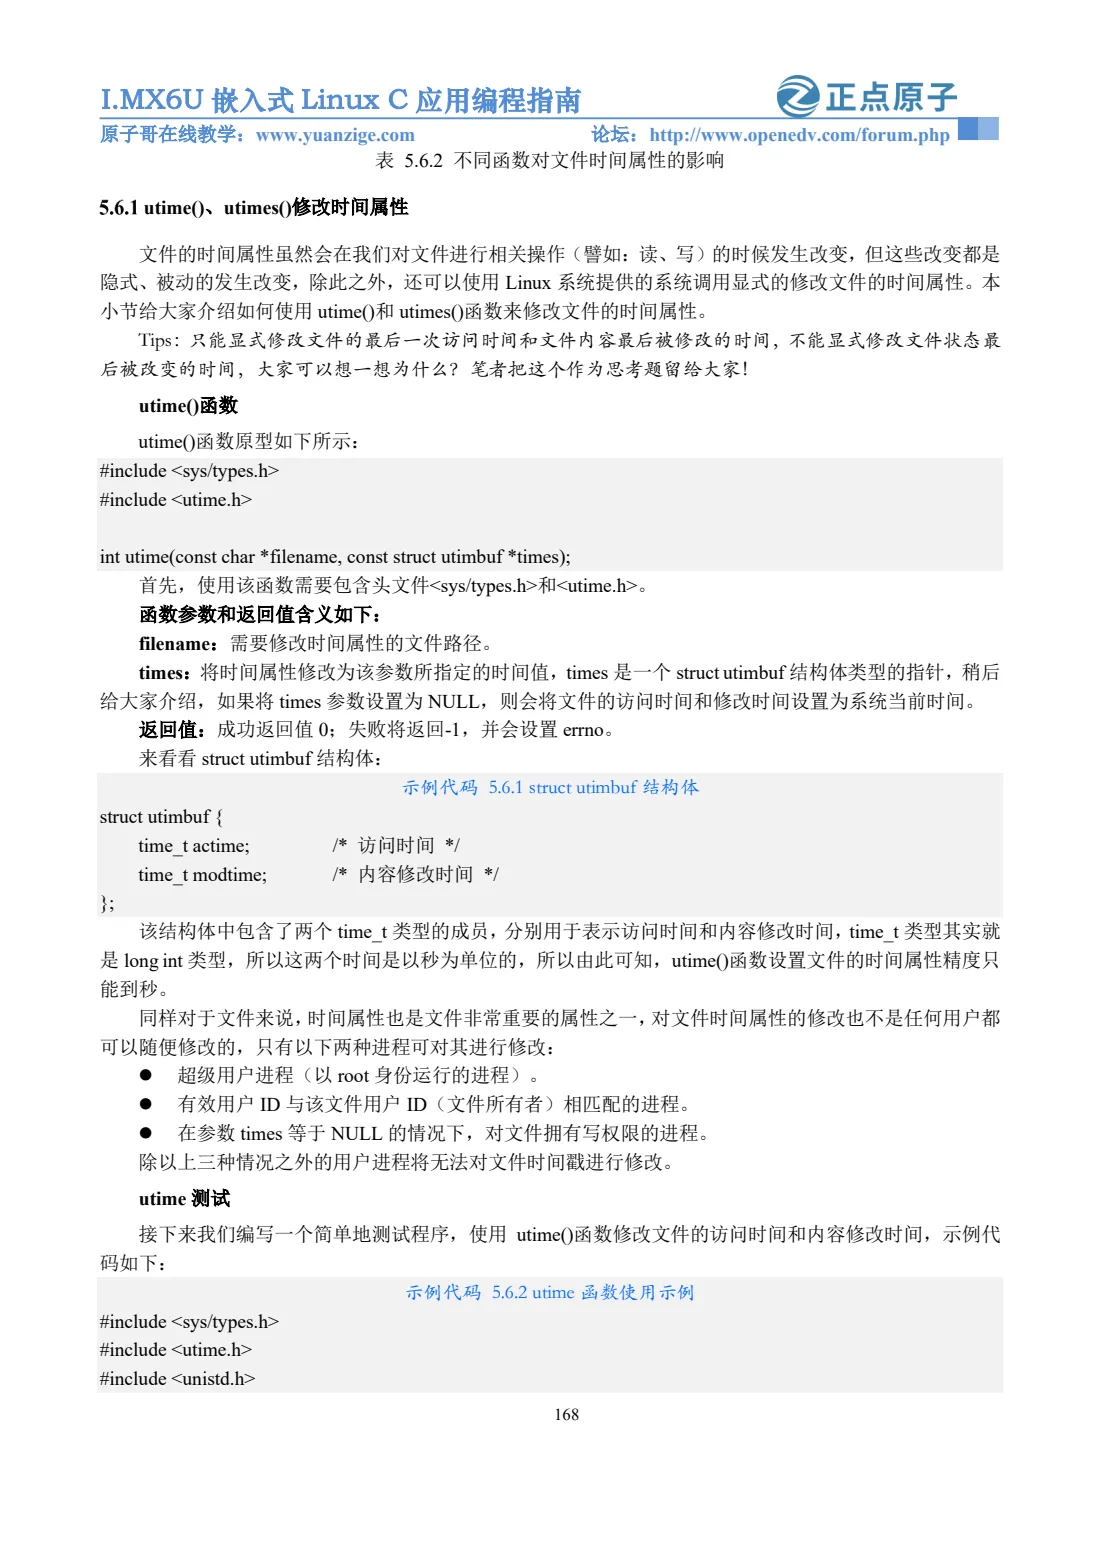 I.MX6U 嵌入式 Linux C 应用编程指南
正点原子
原子哥在线教学：www.yuanzige.com 论坛：http://www.openedv.com/forum.php
表 5.6.2 不同函数对文件时间属性的影响
5.6.1 utime()、utimes()修改时间属性
文件的时间属性虽然会在我们对文件进行相关操作（譬如：读、写）的时候发生改变，但这些改变都是
隐式、被动的发生改变，除此之外，还可以使用 Linux 系统提供的系统调用显式的修改文件的时间属性。本
小节给大家介绍如何使用 utime()和 utimes()函数来修改文件的时间属性。
Tips：只能显式修改文件的最后一次访问时间和文件内容最后被修改的时间，不能显式修改文件状态最
后被改变的时间，大家可以想一想为什么？笔者把这个作为思考题留给大家！
utime()函数
utime()函数原型如下所示：
#include <sys/types.h>
#include <utime.h>
int utime(const char *filename, const struct utimbuf *times);
首先，使用该函数需要包含头文件<sys/types.h>和<utime.h>。
函数参数和返回值含义如下：
filename：需要修改时间属性的文件路径。
times：将时间属性修改为该参数所指定的时间值，times 是一个 struct utimbuf 结构体类型的指针，稍后
给大家介绍，如果将 times 参数设置为 NULL，则会将文件的访问时间和修改时间设置为系统当前时间。
返回值：成功返回值 0；失败将返回-1，并会设置 errno。
来看看 struct utimbuf 结构体：
示例代码 5.6.1 struct utimbuf 结构体
struct utimbuf {
time_t actime; /* 访问时间 */
time_t modtime; /* 内容修改时间 */
};
该结构体中包含了两个 time_t 类型的成员，分别用于表示访问时间和内容修改时间，time_t 类型其实就
是 long int 类型，所以这两个时间是以秒为单位的，所以由此可知，utime()函数设置文件的时间属性精度只
能到秒。
同样对于文件来说，时间属性也是文件非常重要的属性之一，对文件时间属性的修改也不是任何用户都
可以随便修改的，只有以下两种进程可对其进行修改：
● 超级用户进程（以 root 身份运行的进程）。
● 有效用户 ID 与该文件用户 ID（文件所有者）相匹配的进程。
● 在参数 times 等于 NULL 的情况下，对文件拥有写权限的进程。
除以上三种情况之外的用户进程将无法对文件时间戳进行修改。
utime 测试
接下来我们编写一个简单地测试程序，使用 utime()函数修改文件的访问时间和内容修改时间，示例代
码如下：
示例代码 5.6.2 utime 函数使用示例
#include <sys/types.h>
#include <utime.h>
#include <unistd.h>
168